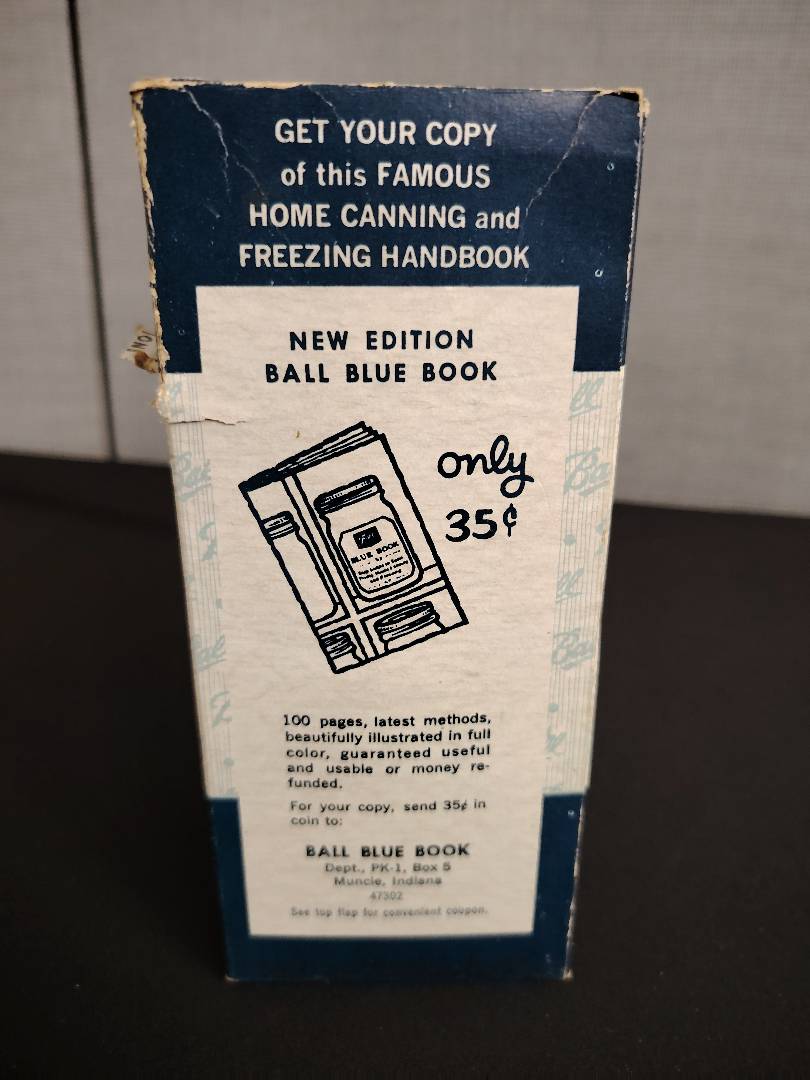 GET YOUR COPY
of this FAMOUS
HOME CANNING and
FREEZING HANDBOOK
NEW EDITION
BALL BLUE BOOK
only
35¢
Ball
BLUE BOOK
100 pages, latest methods,
beautifully illustrated in full
color, guaranteed useful
and usable or money re-
funded.
For your copy, send 35¢ in
coin to:
BALL BLUE BOOK
Dept., PK-1, Box 5
Muncie, Indiana
47302
See top flap for convenient coupon.